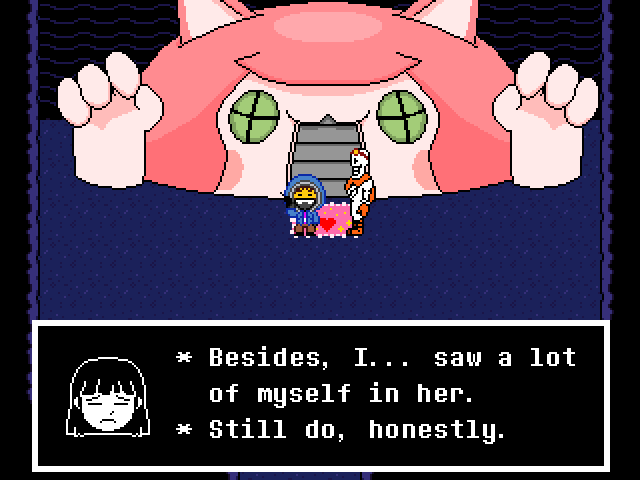 * Besides, I... saw a lot
of myself in her.
* Still do, honestly.